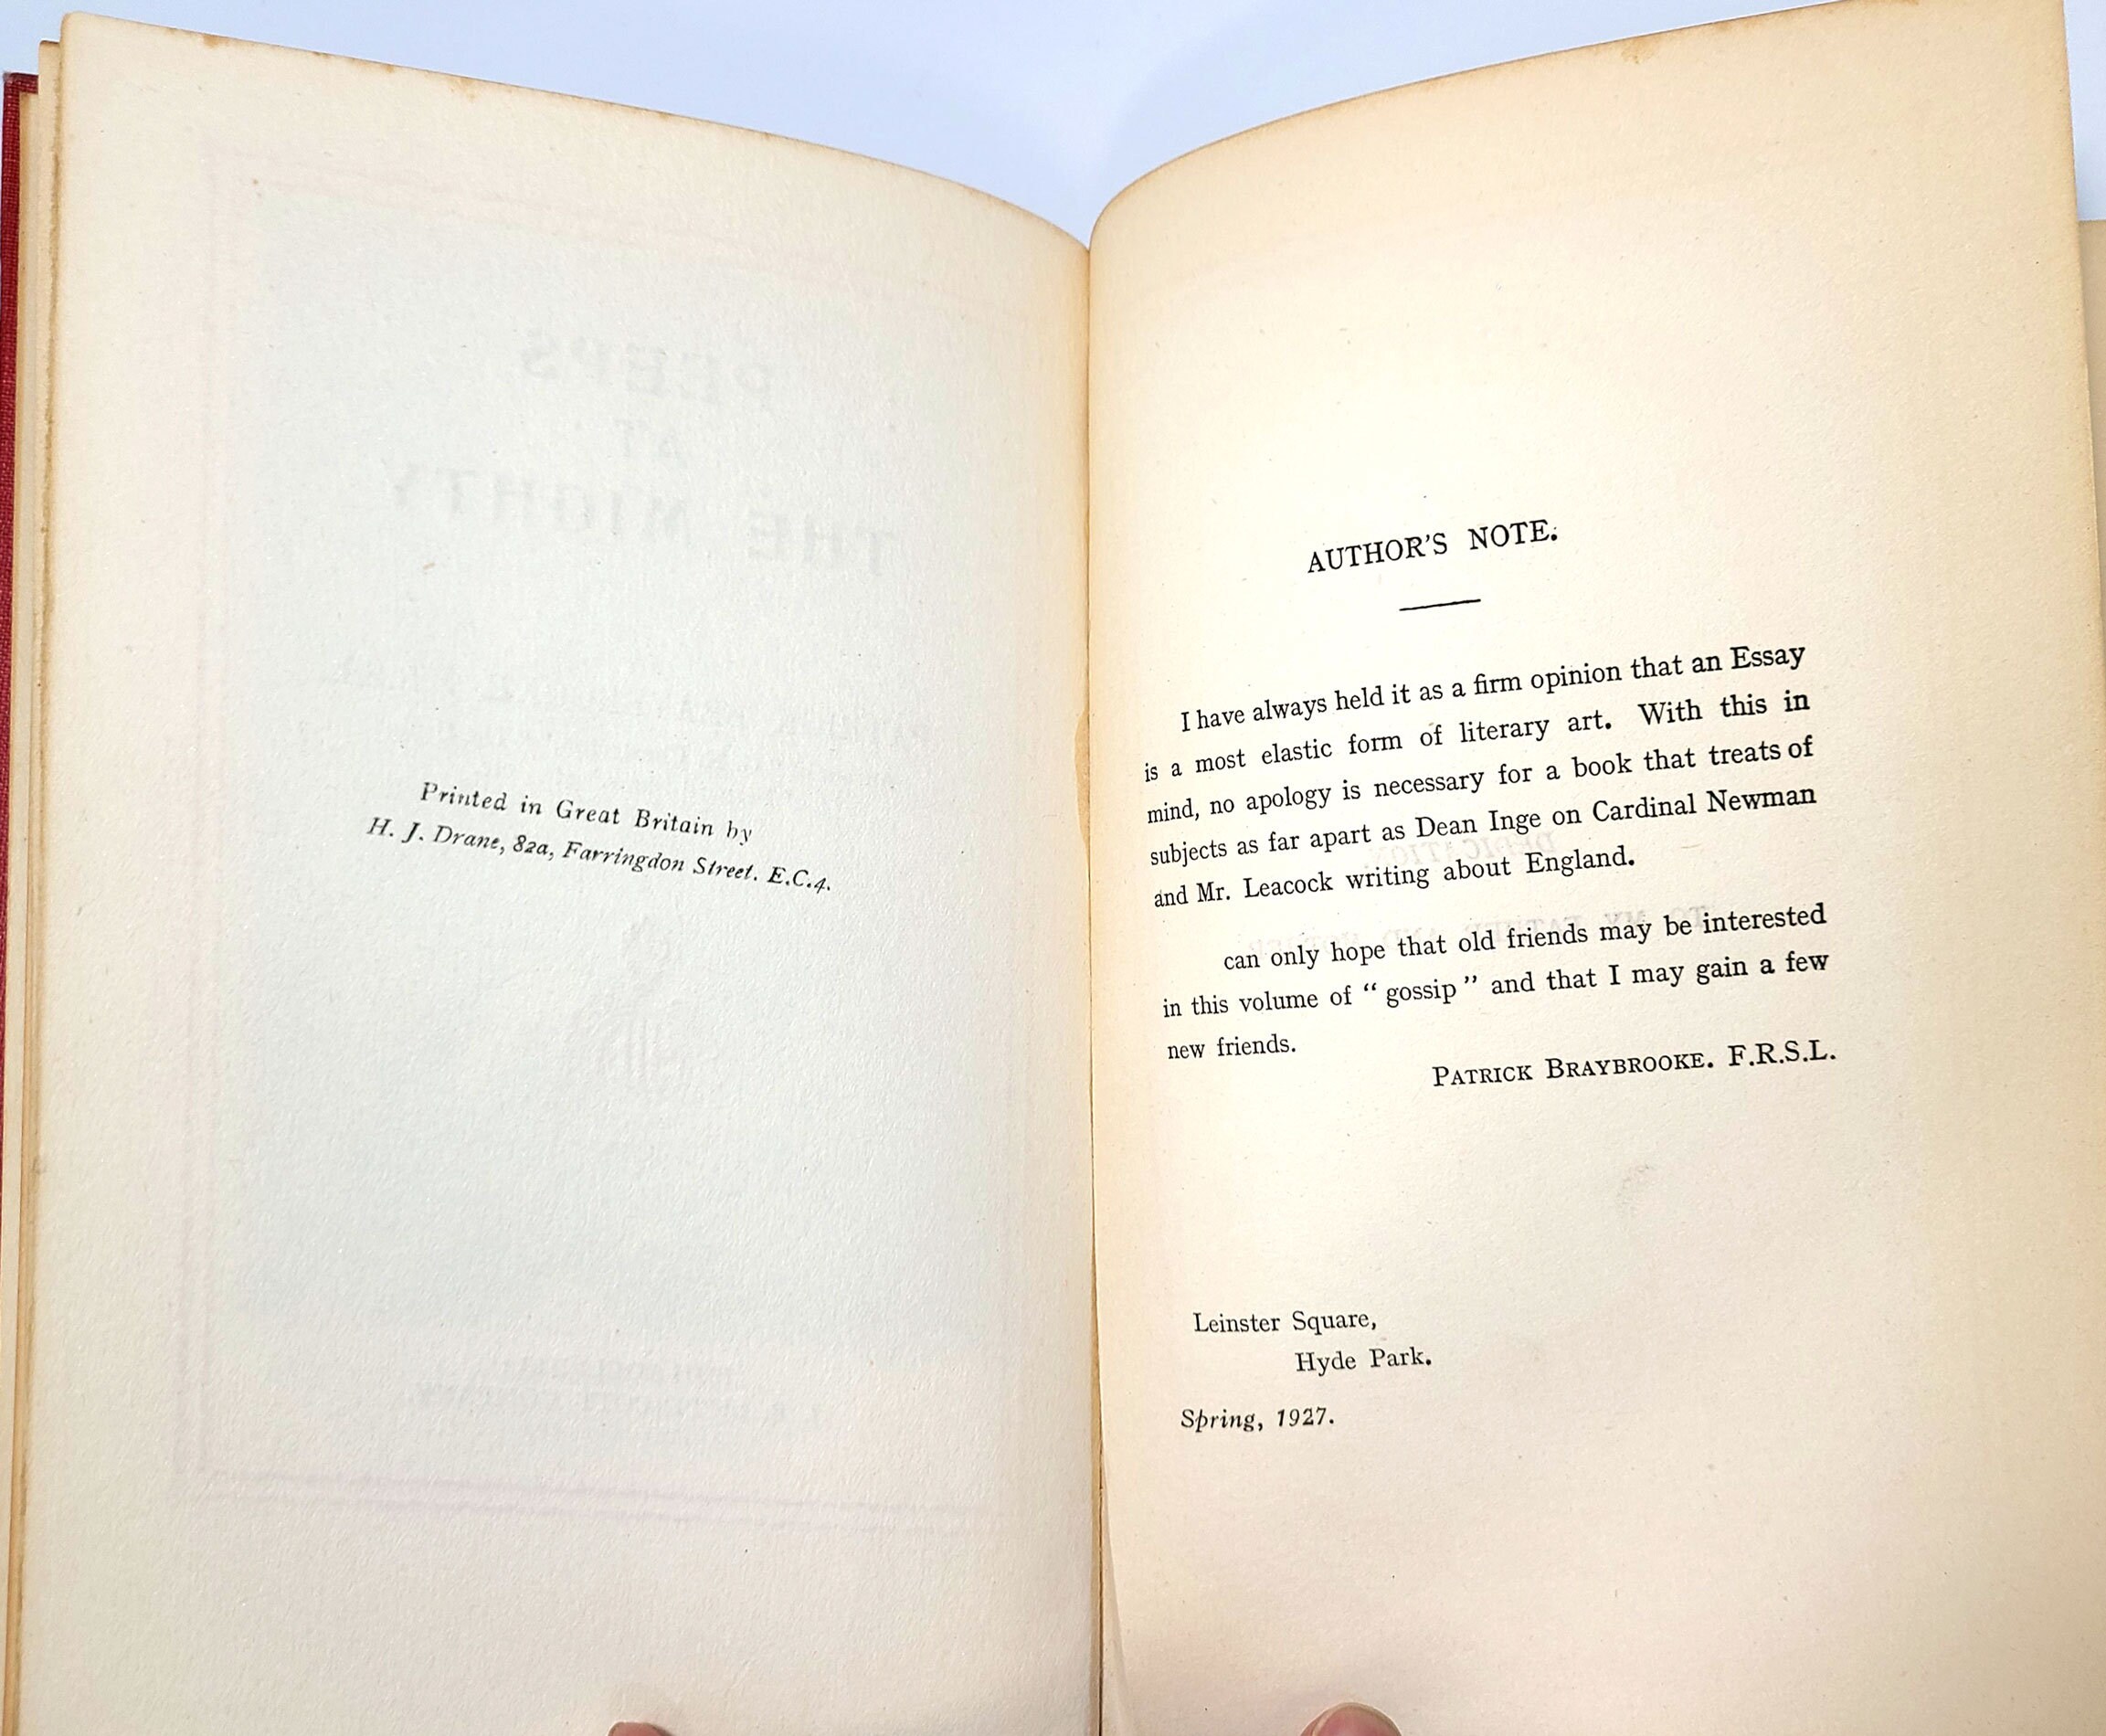 Printed in Great Britain by
H. J. Drane, 82a, Farringdon Street. E.C.4.
PEEPS
AT
THE MIGHTY
AUTHOR'S NOTE.
I have always held it as a firm opinion that an Essay
is a most elastic form of literary art. With this in
mind, no apology is necessary for a book that treats of
subjects as far apart as Dean Inge on Cardinal Newman
and Mr. Leacock writing about England.
can only hope that old friends may be interested
in this volume of “ gossip ” and that I may gain a few
new friends.
PATRICK BRAYBROOKE. F.R.S.L.
Leinster Square,
Hyde Park.
Spring, 1927.